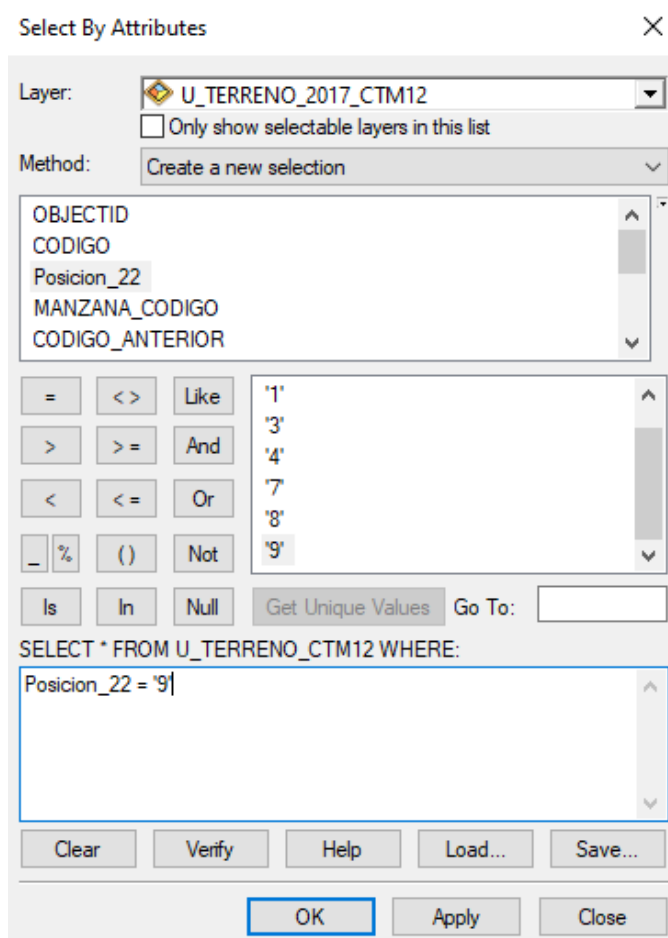 Select By Attributes
Layer: U_TERRENO_2017_CTM12
Only show selectable layers in this list
Method: Create a new selection
OBJECTID
CODIGO
Posicion_22
MANZANA_CODIGO
CODIGO_ANTERIOR
= < > Like
> > = And
< < = Or
_ % ( ) Not
Is In Null
'1'
'3'
'4'
'7'
'8'
'9'
Get Unique Values Go To:
SELECT * FROM U_TERRENO_CTM12 WHERE:
Posicion_22 = '9'
Clear Verify Help Load... Save...
OK Apply Close